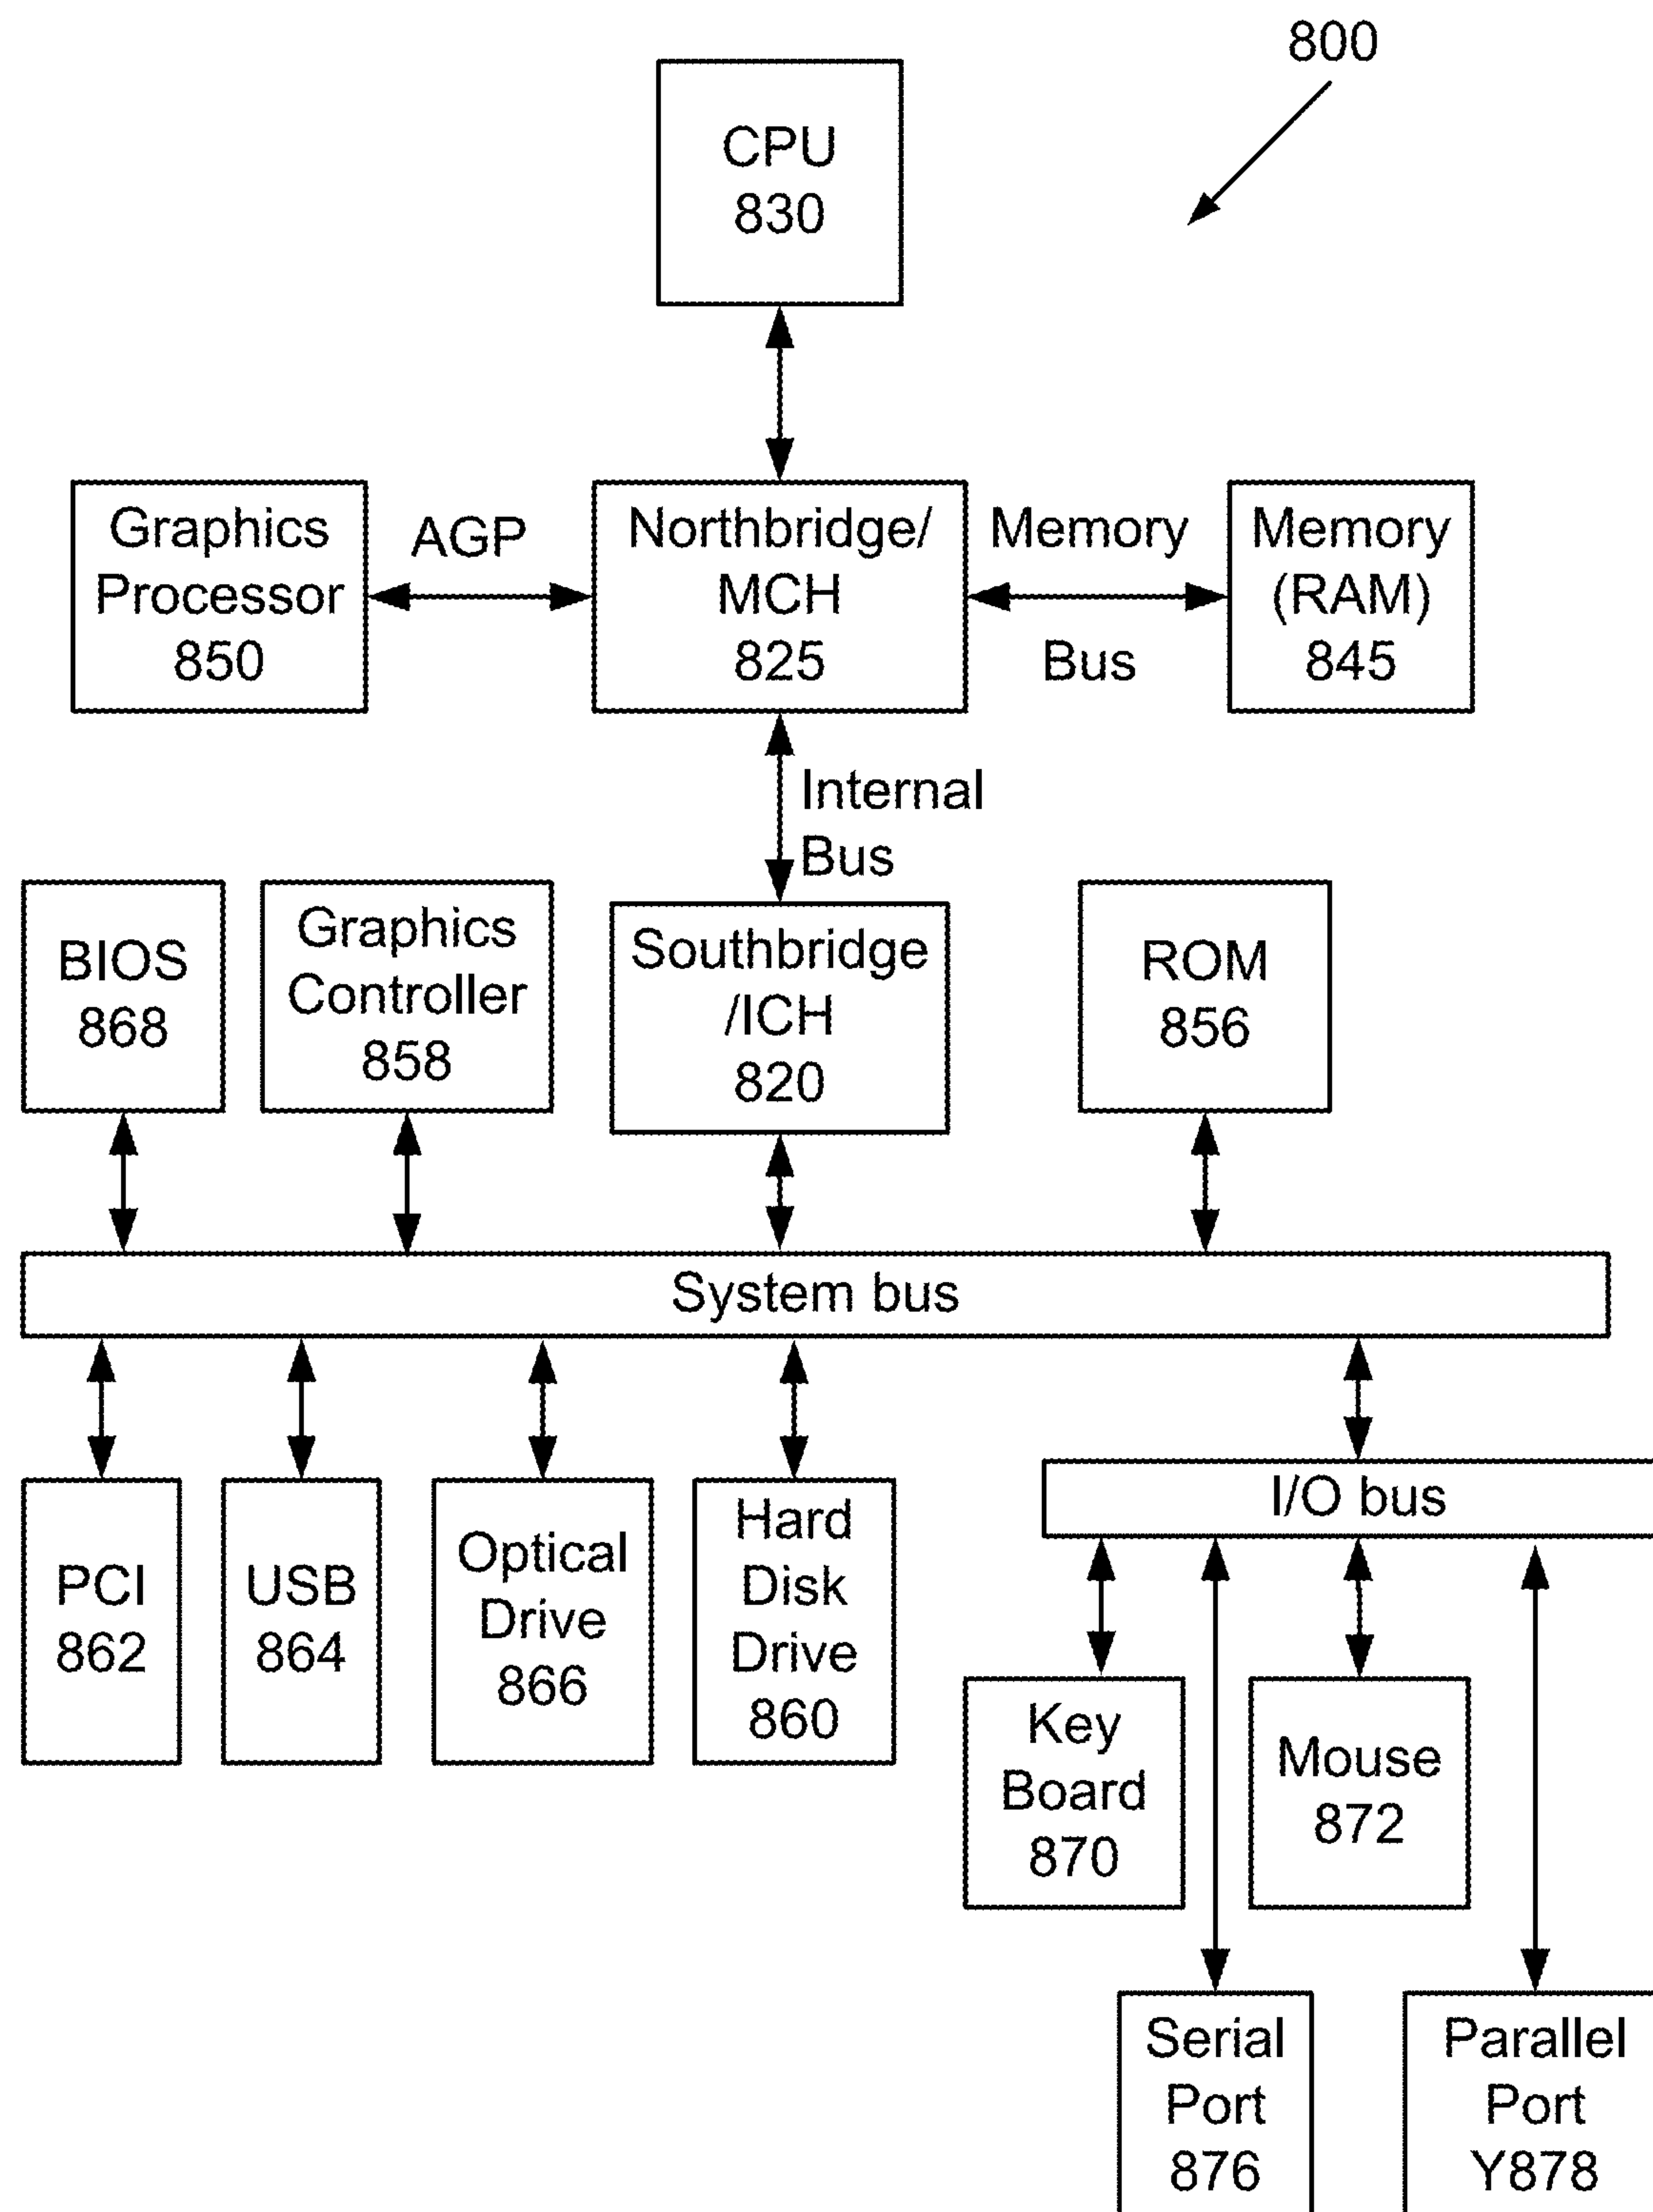 800
CPU
830
Graphics
Processor
850
AGP
Northbridge/
MCH
825
Memory
Bus
Memory
(RAM)
845
Internal
Bus
BIOS
868
Graphics
Controller
858
Southbridge
/ICH
820
ROM
856
System bus
PCI
862
USB
864
Optical
Drive
866
Hard
Disk
Drive
860
I/O bus
Key
Board
870
Mouse
872
Serial
Port
876
Parallel
Port
Y878